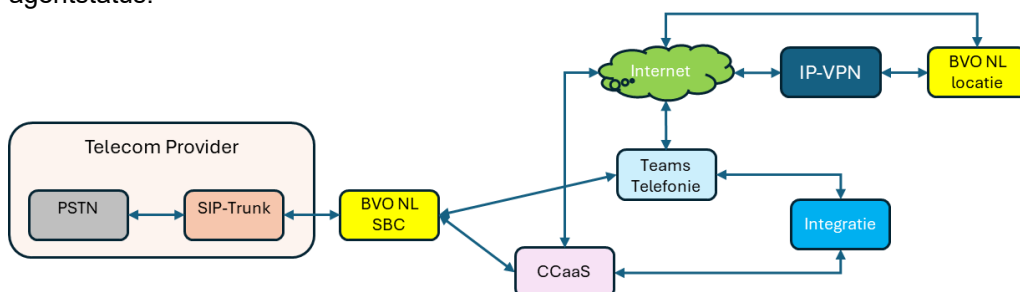 agentstatus.
Internet
IP-VPN
BVO NL
locatie
Telecom Provider
Teams
Telefonie
PSTN
SIP-Trunk
BVO NL
SBC
Integratie
CCaaS